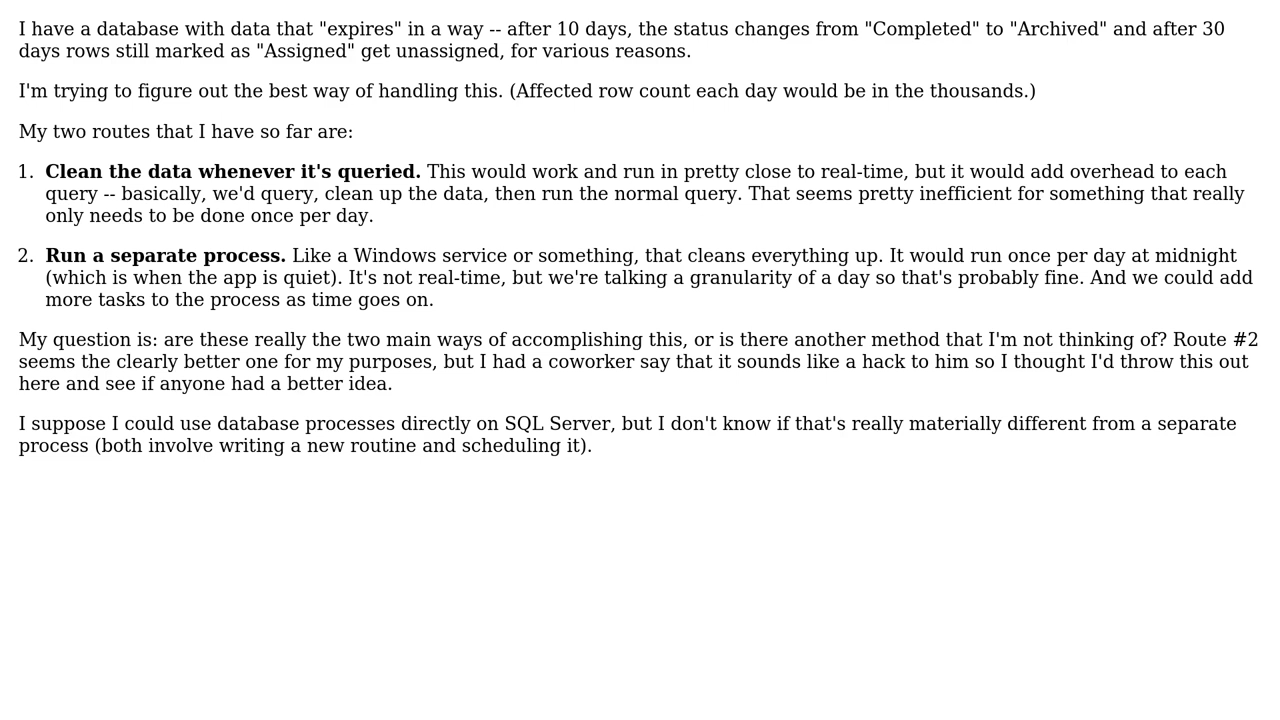 I have a database with data that "expires" in a way -- after 10 days, the status changes from "Completed" to "Archived" and after 30
days rows still marked as "Assigned" get unassigned, for various reasons.
I'm trying to figure out the best way of handling this. (Affected row count each day would be in the thousands.)
My two routes that I have so far are:
1. Clean the data whenever it's queried. This would work and run in pretty close to real-time, but it would add overhead to each
query -- basically, we'd query, clean up the data, then run the normal query. That seems pretty inefficient for something that really
only needs to be done once per day.
2. Run a separate process. Like a Windows service or something, that cleans everything up. It would run once per day at midnight
(which is when the app is quiet). It's not real-time, but we're talking a granularity of a day so that's probably fine. And we could add
more tasks to the process as time goes on.
My question is: are these really the two main ways of accomplishing this, or is there another method that I'm not thinking of? Route #2
seems the clearly better one for my purposes, but I had a coworker say that it sounds like a hack to him so I thought I'd throw this out
here and see if anyone had a better idea.
I suppose I could use database processes directly on SQL Server, but I don't know if that's really materially different from a separate
process (both involve writing a new routine and scheduling it).